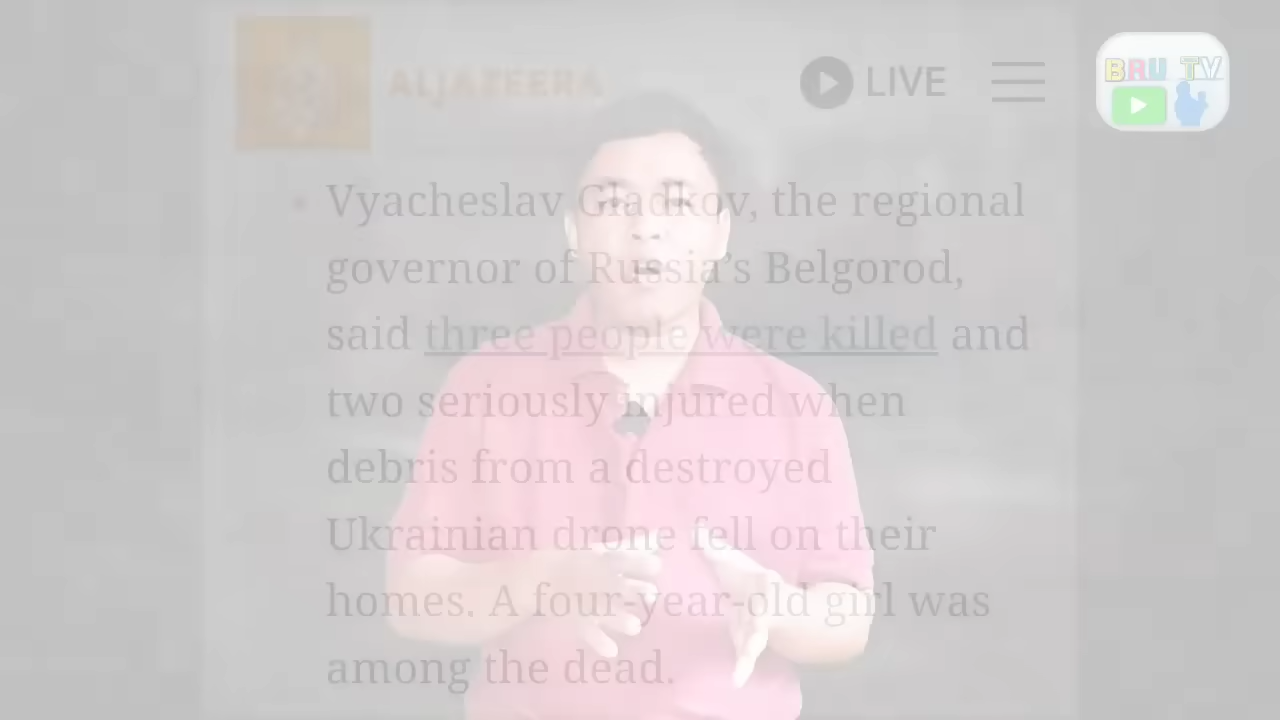 ALJAZEERA
LIVE
BRU TV
Vyacheslav Gladkov, the regional
governor of Russia's Belgorod,
said three people were killed and
two seriously injured when
debris from a destroyed
Ukrainian drone fell on their
homes. A four-year-old girl was
among the dead.